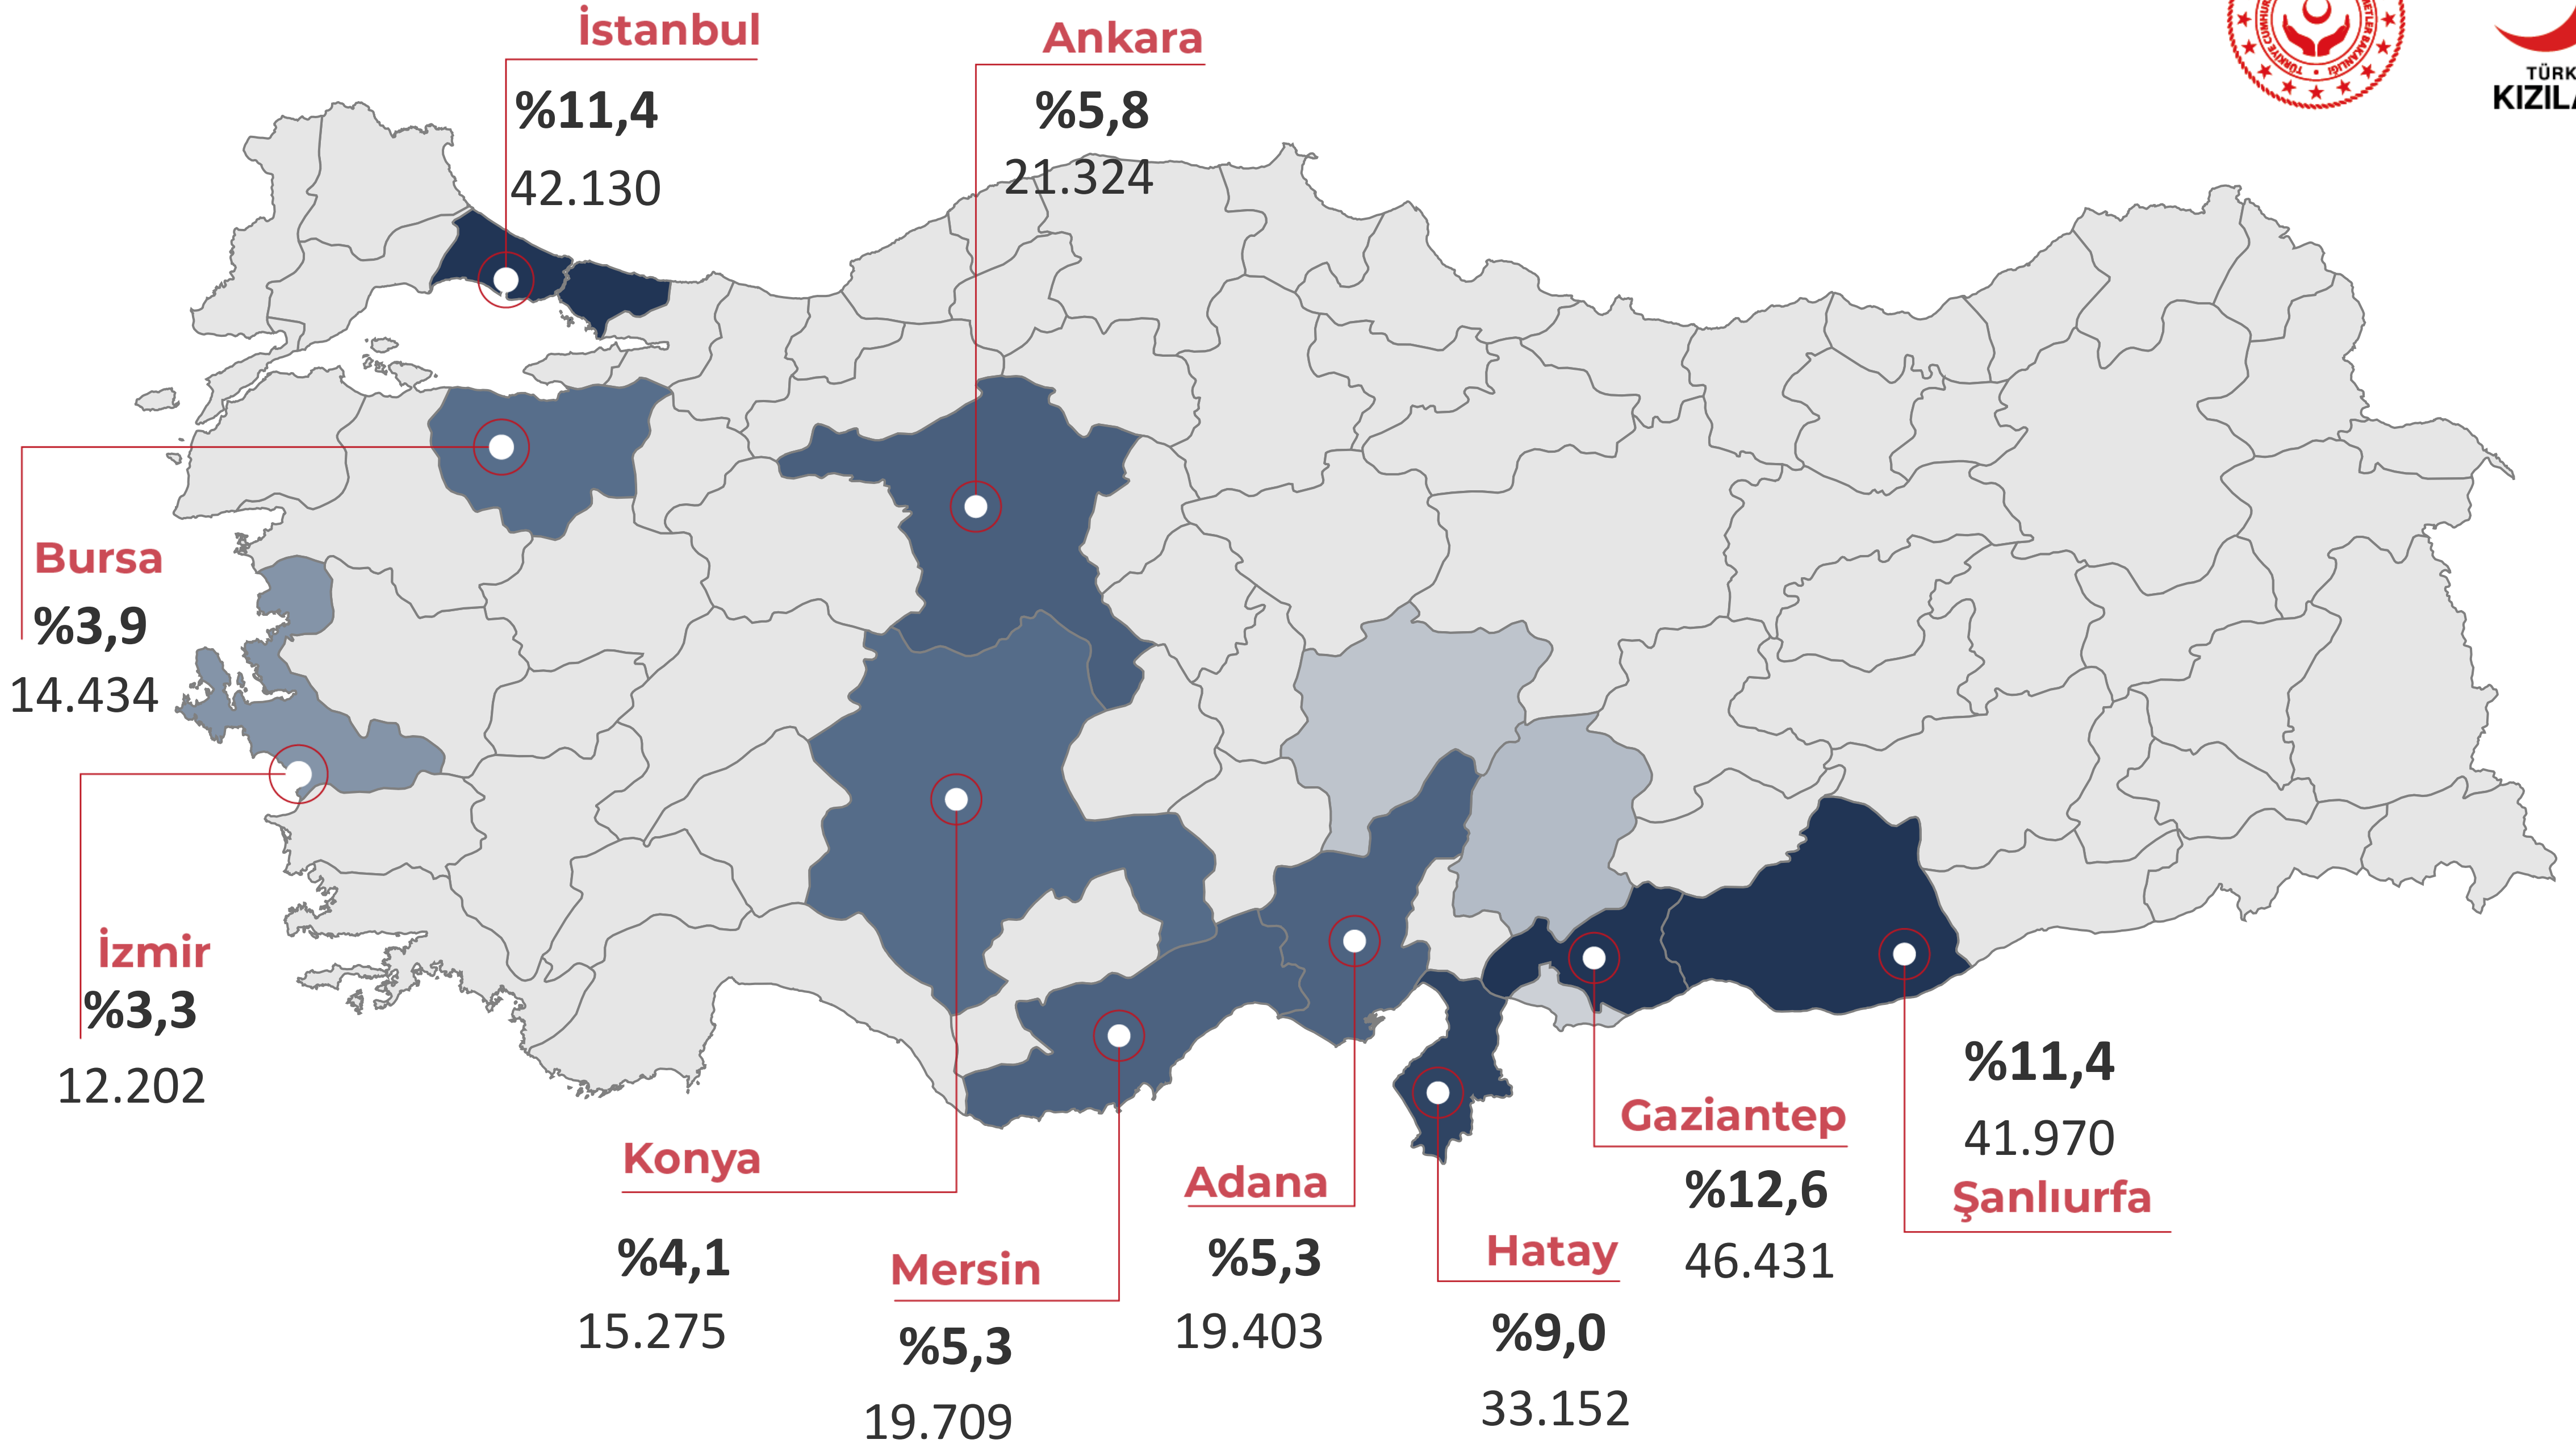 İstanbul
%11,4
42.130
Ankara
%5,8
21.324
TÜRK
KIZILA
Bursa
%3,9
14.434
İzmir
%3,3
12.202
Konya
%4,1
15.275
Mersin
%5,3
19.709
Adana
%5,3
19.403
Hatay
%9,0
33.152
Gaziantep
%12,6
46.431
%11,4
41.970
Şanlıurfa